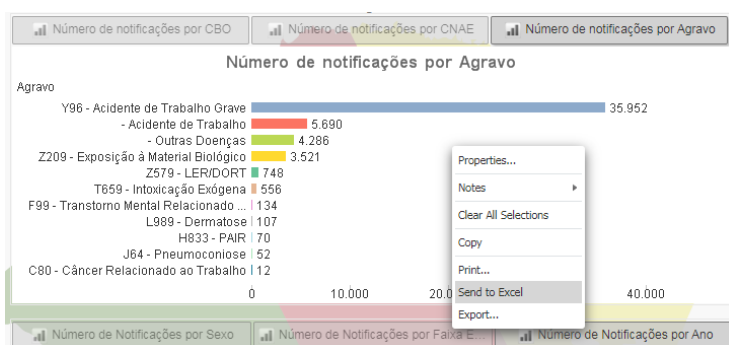 Número de notificações por CBO
Número de notificações por CNAE
Número de notificações por Agravo
Número de notificações por Agravo
Agravo
Y96 - Acidente de Trabalho Grave 35.952
- Acidente de Trabalho 5.690
- Outras Doenças 4.286
Z209 - Exposição à Material Biológico 3.521
Z579 - LER/DORT 748
T659 - Intoxicação Exógena 556
F99 - Transtorno Mental Relacionado ... 134
L989 - Dermatose 107
H833 - PAIR 70
J64 - Pneumoconiose 52
C80 - Câncer Relacionado ao Trabalho 12
0 10.000 20.0 40.000
Properties...
Notes
Clear All Selections
Copy
Print...
Send to Excel
Export...
Número de Notificações por Sexo
Número de Notificações por Faixa E...
Número de Notificações por Ano